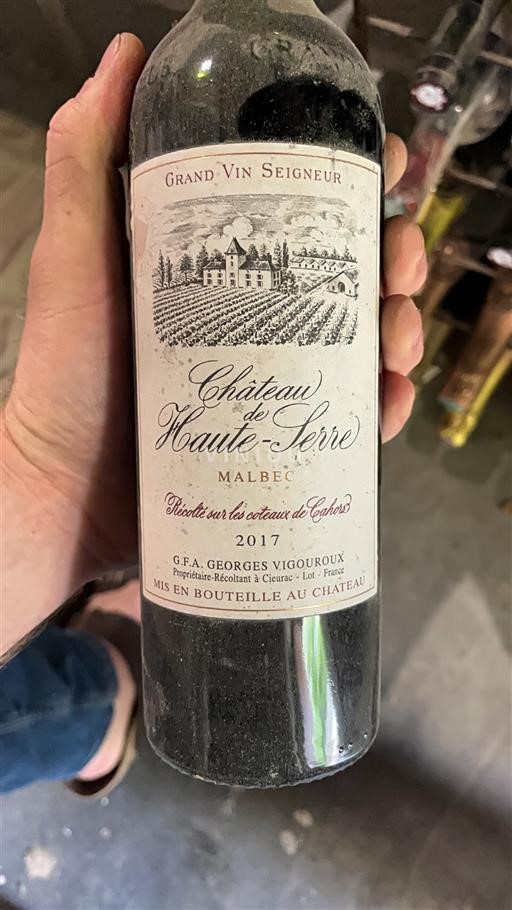 GRAND VIN SEIGNEUR
Château
de
Haute-Serre
VINIOU
MALBEC
Récolté sur les coteaux de Cahors
2017
G.F.A. GEORGES VIGOUROUX
Propriétaire-Récoltant à Cieurac - Lot - France
MIS EN BOUTEILLE AU CHATEAU